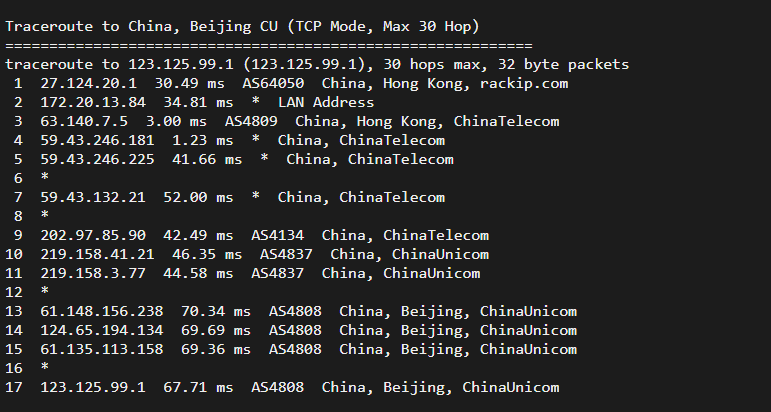 Traceroute to China, Beijing CU (TCP Mode, Max 30 Hop)
============================================================
traceroute to 123.125.99.1 (123.125.99.1), 30 hops max, 32 byte packets
1 27.124.20.1 30.49 ms AS64050 China, Hong Kong, rackip.com
2 172.20.13.84 34.81 ms * LAN Address
3 63.140.7.5 3.00 ms AS4809 China, Hong Kong, ChinaTelecom
4 59.43.246.181 1.23 ms * China, ChinaTelecom
5 59.43.246.225 41.66 ms * China, ChinaTelecom
6 *
7 59.43.132.21 52.00 ms * China, ChinaTelecom
8 *
9 202.97.85.90 42.49 ms AS4134 China, ChinaTelecom
10 219.158.41.21 46.35 ms AS4837 China, ChinaUnicom
11 219.158.3.77 44.58 ms AS4837 China, ChinaUnicom
12 *
13 61.148.156.238 70.34 ms AS4808 China, Beijing, ChinaUnicom
14 124.65.194.134 69.69 ms AS4808 China, Beijing, ChinaUnicom
15 61.135.113.158 69.36 ms AS4808 China, Beijing, ChinaUnicom
16 *
17 123.125.99.1 67.71 ms AS4808 China, Beijing, ChinaUnicom